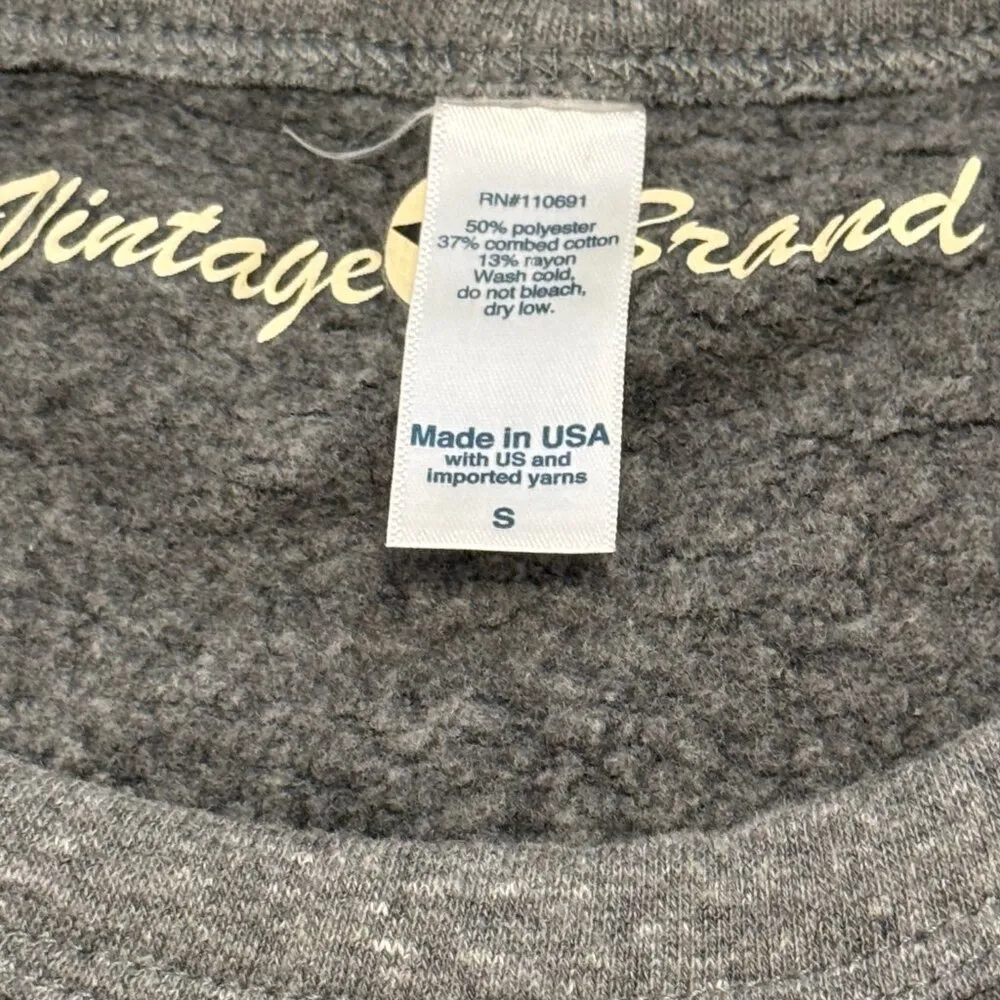 Vintage Brand
RN#110691
50% polyester
37% combed cotton
13% rayon
Wash cold,
do not bleach,
dry low.
Made in USA
with US and
imported yarns
S